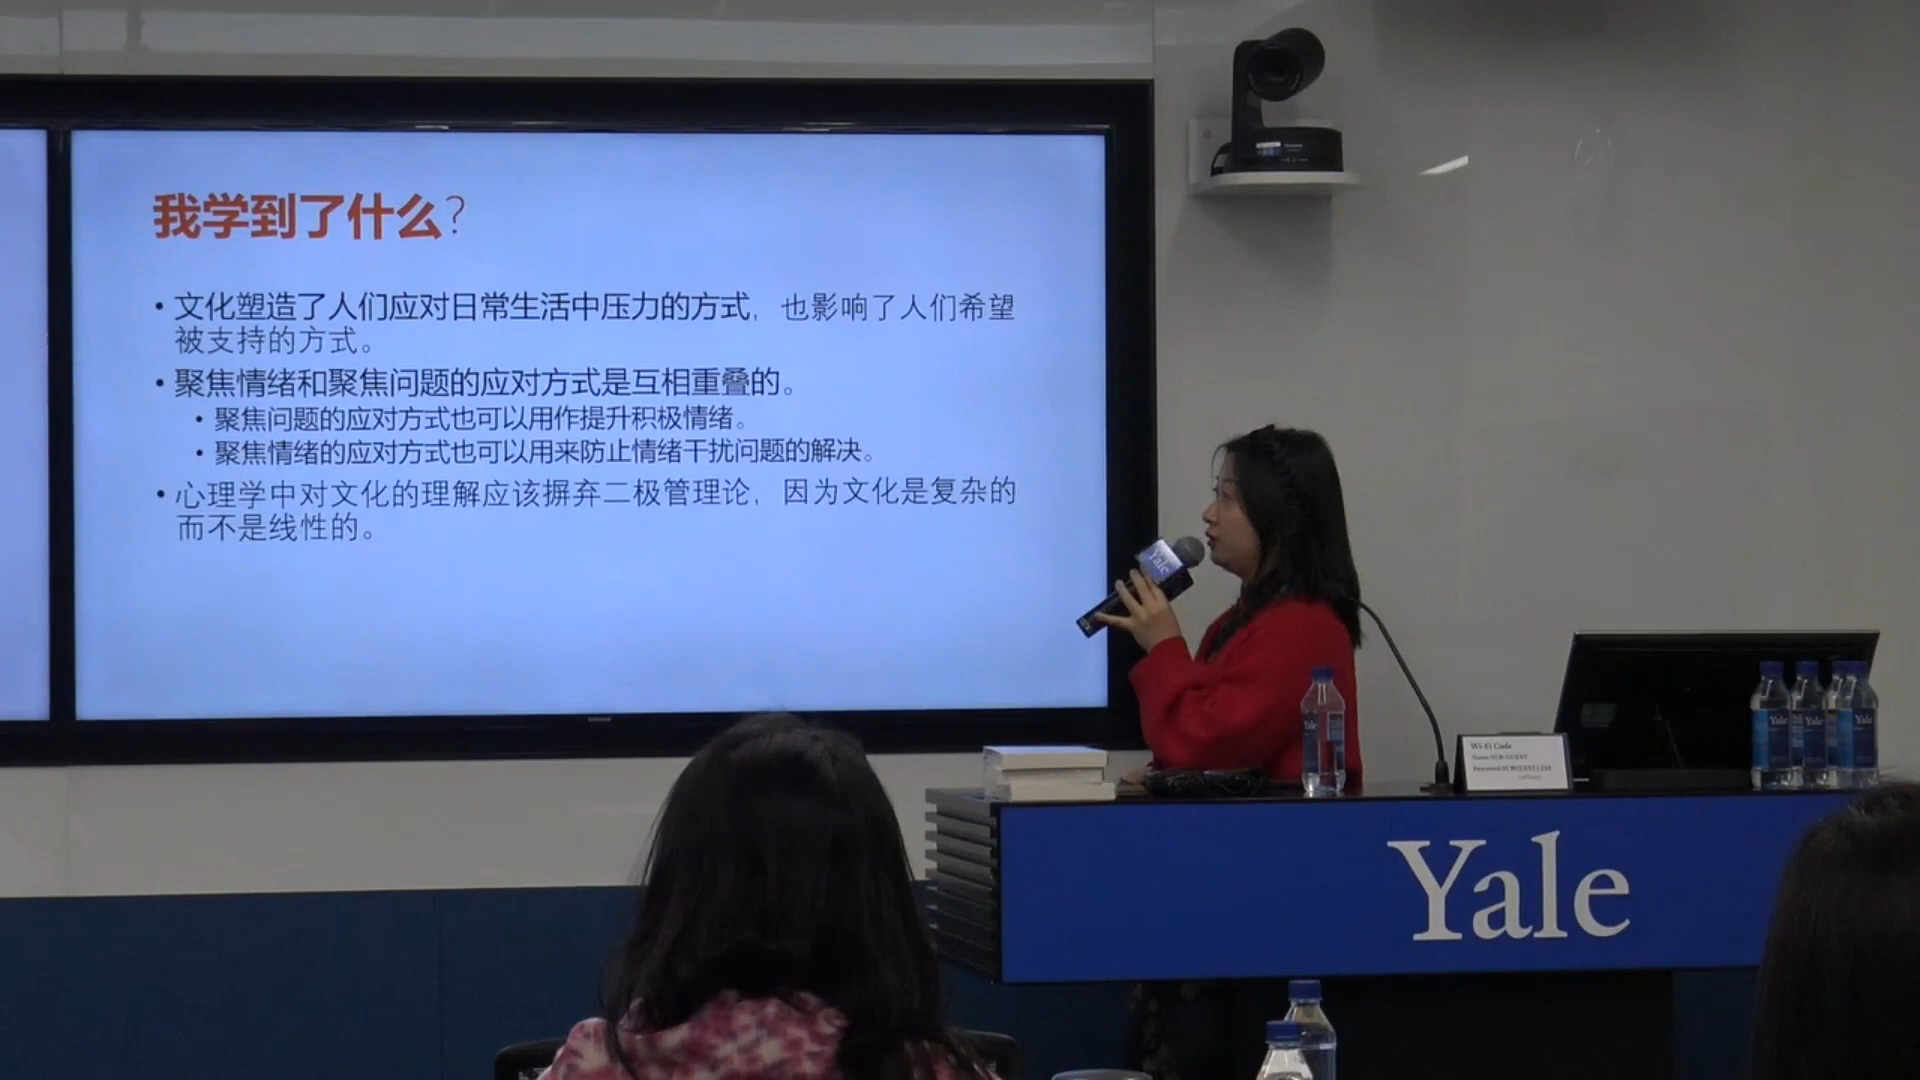 我学到了什么？
• 文化塑造了人们应对日常生活中压力的方式，也影响了人们希望
被支持的方式。
• 聚焦情绪和聚焦问题的应对方式是互相重叠的。
• 聚焦问题的应对方式也可以用作提升积极情绪。
• 聚焦情绪的应对方式也可以用来防止情绪干扰问题的解决。
• 心理学中对文化的理解应该摒弃二极管理论，因为文化是复杂的
而不是线性的。
Yale
Yale
Wi-Fi Code
Yale
Yale
Yale
Yale